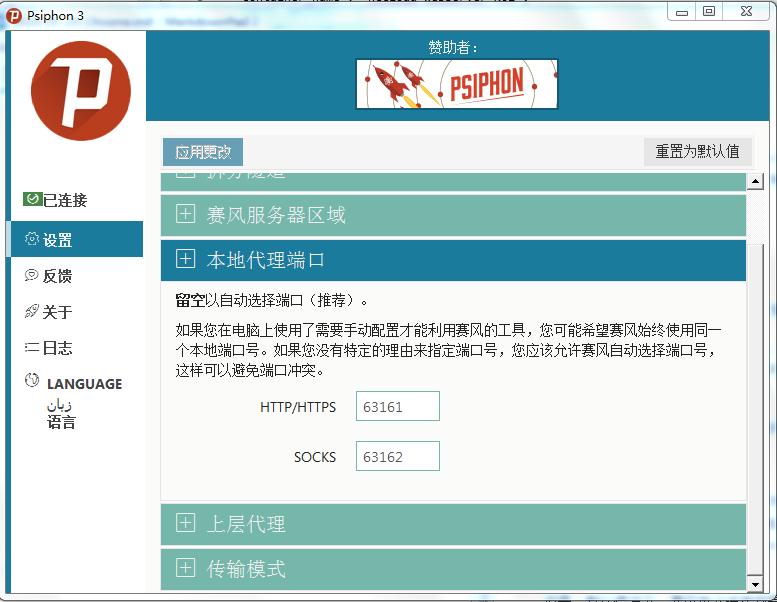 Psiphon 3
赞助者：
PSIPHON
应用更改
重置为默认值
拆分隧道
赛风服务器区域
本地代理端口
留空以自动选择端口（推荐）。
如果您在电脑上使用了需要手动配置才能利用赛风的工具，您可能希望赛风始终使用同一
一个本地端口号。如果您没有特定的理由来指定端口号，您应该允许赛风自动选择端口号，
这样可以避免端口冲突。
HTTP/HTTPS 63161
SOCKS 63162
上层代理
传输模式
已连接
设置
反馈
关于
日志
LANGUAGE
زبان
语言